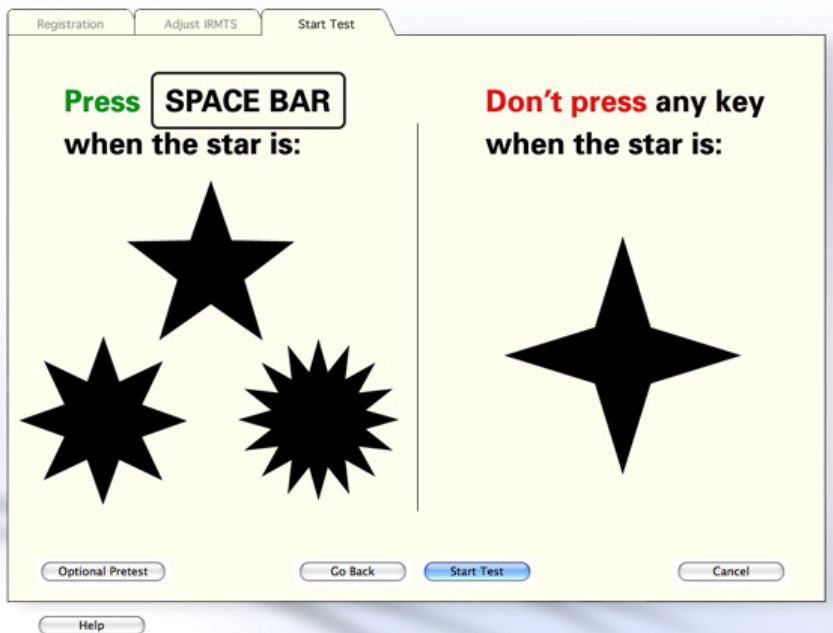 Registration
Adjust IRMTS
Start Test
Press SPACE BAR
when the star is:
Don't press any key
when the star is:
Optional Pretest
Go Back
Start Test
Cancel
Help